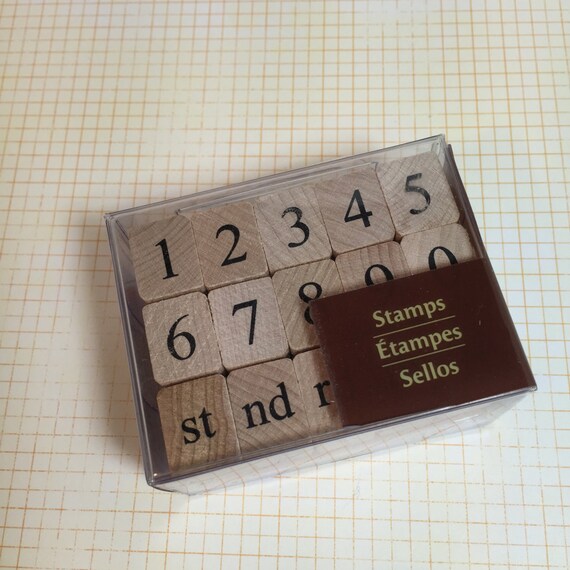 1 2 3 4 5
6 7 8 9 0
st nd r
Stamps
Étampes
Sellos